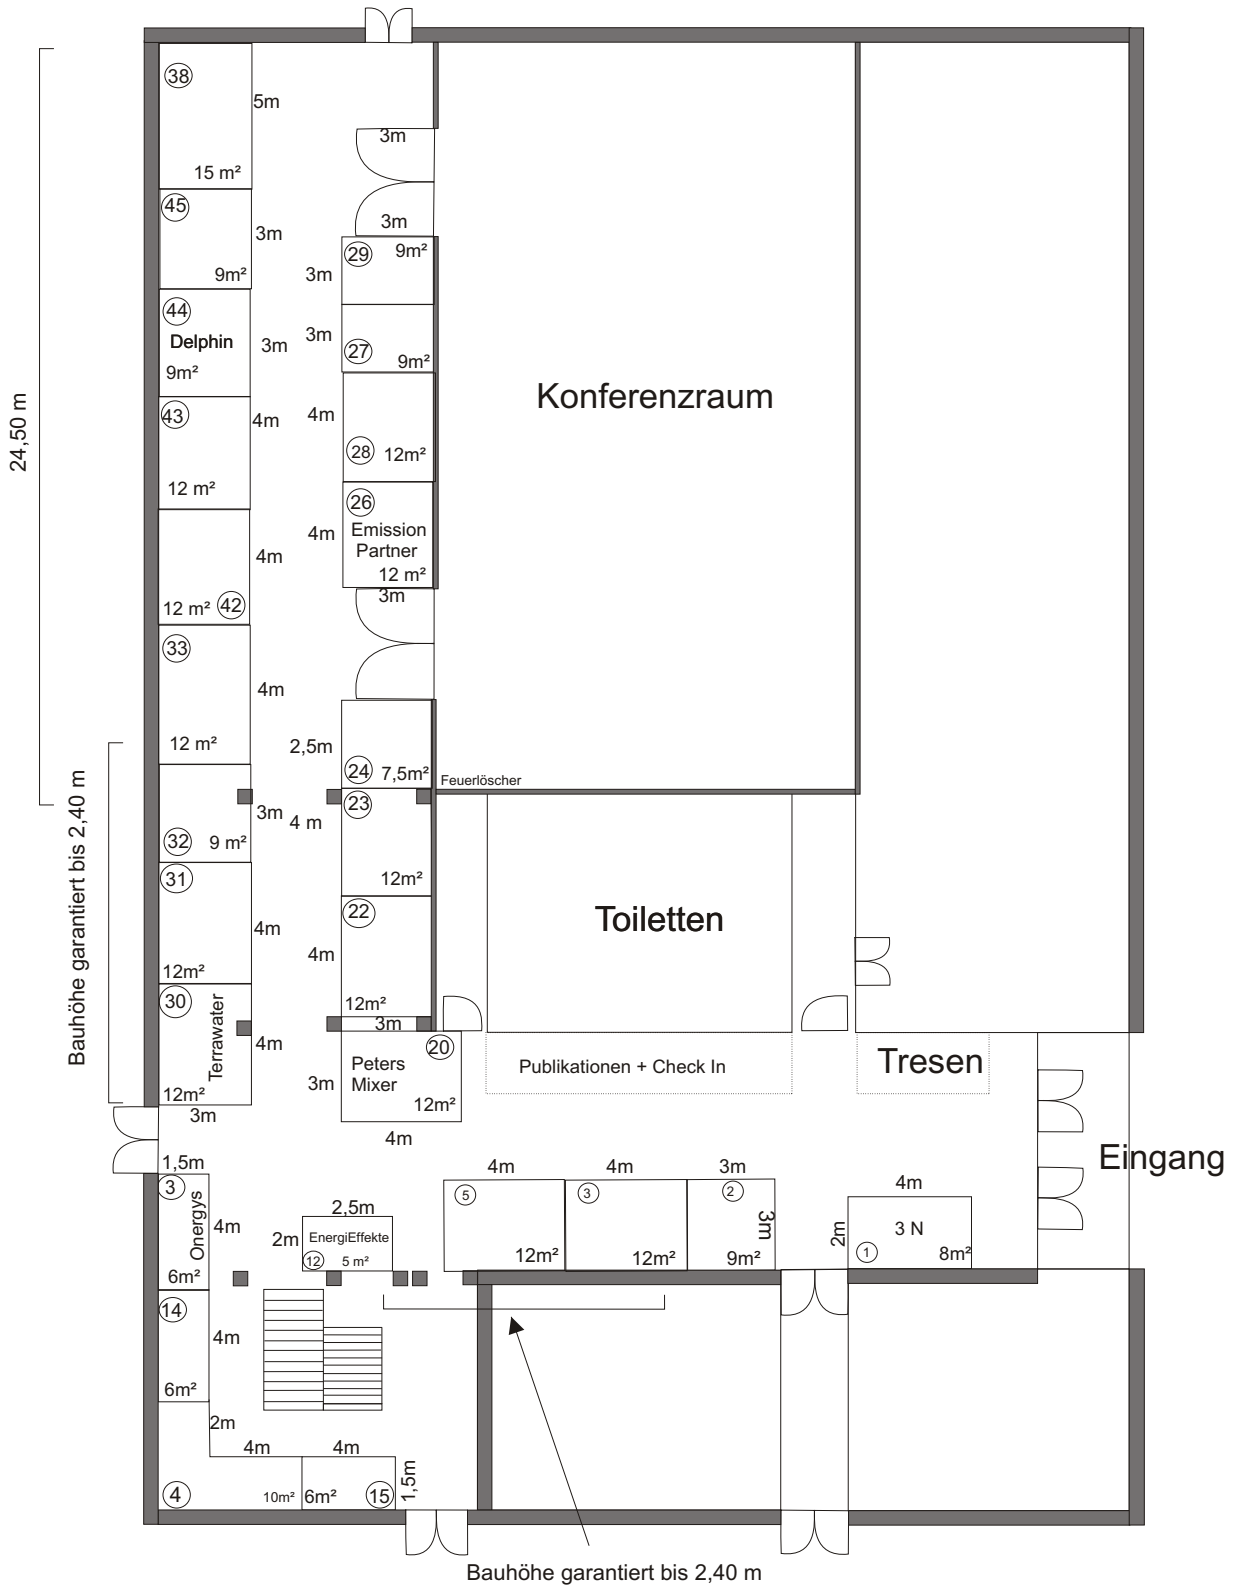 38
5m
15 m²
3m
3m
45
3m
9m²
29
9m²
3m
44
Delphin
9m²
3m
3m
27
9m²
43
4m
12 m²
4m
28
12m²
Konferenzraum
24,50 m
26
Emission
Partner
12 m²
4m
4m
12 m²
42
3m
33
4m
12 m²
2,5m
24
7,5m²
Feuerlöscher
Bauhöhe garantiert bis 2,40 m
3m
32
9 m²
4 m
23
12m²
31
4m
12m²
22
4m
12m²
Toiletten
30
Terrawater
4m
12m²
3m
3m
20
Peters
Mixer
3m
12m²
4m
Publikationen + Check In
Tresen
Eingang
1,5m
3
Onergys
4m
6m²
2,5m
2m
EnergiEffekte
12
5 m²
4m
5
12m²
4m
3
12m²
3m
2
3m
9m²
4m
2m
3 N
1
8m²
14
4m
6m²
2m
4m
4m
4
10m²
6m²
15
1,5m
Bauhöhe garantiert bis 2,40 m